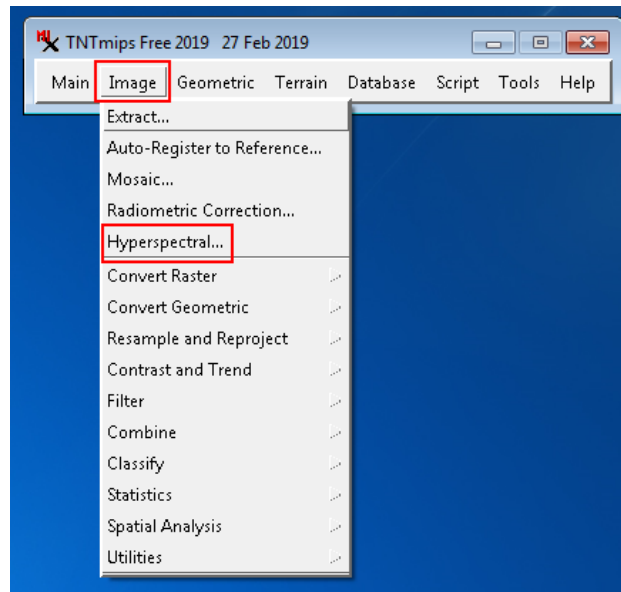 TNTmips Free 2019 27 Feb 2019
Main Image Geometric Terrain Database Script Tools Help
Extract...
Auto-Register to Reference...
Mosaic...
Radiometric Correction...
Hyperspectral...
Convert Raster
Convert Geometric
Resample and Reproject
Contrast and Trend
Filter
Combine
Classify
Statistics
Spatial Analysis
Utilities